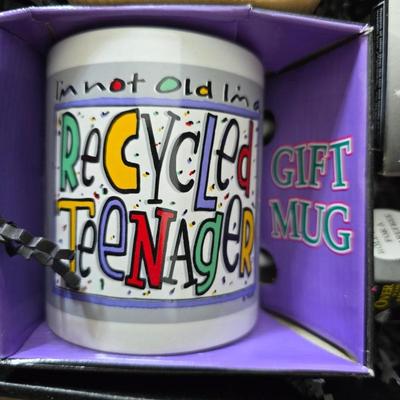 I'm not Old I'm a
ReCYCLed
TeeNAGeR
GIFT
MUG